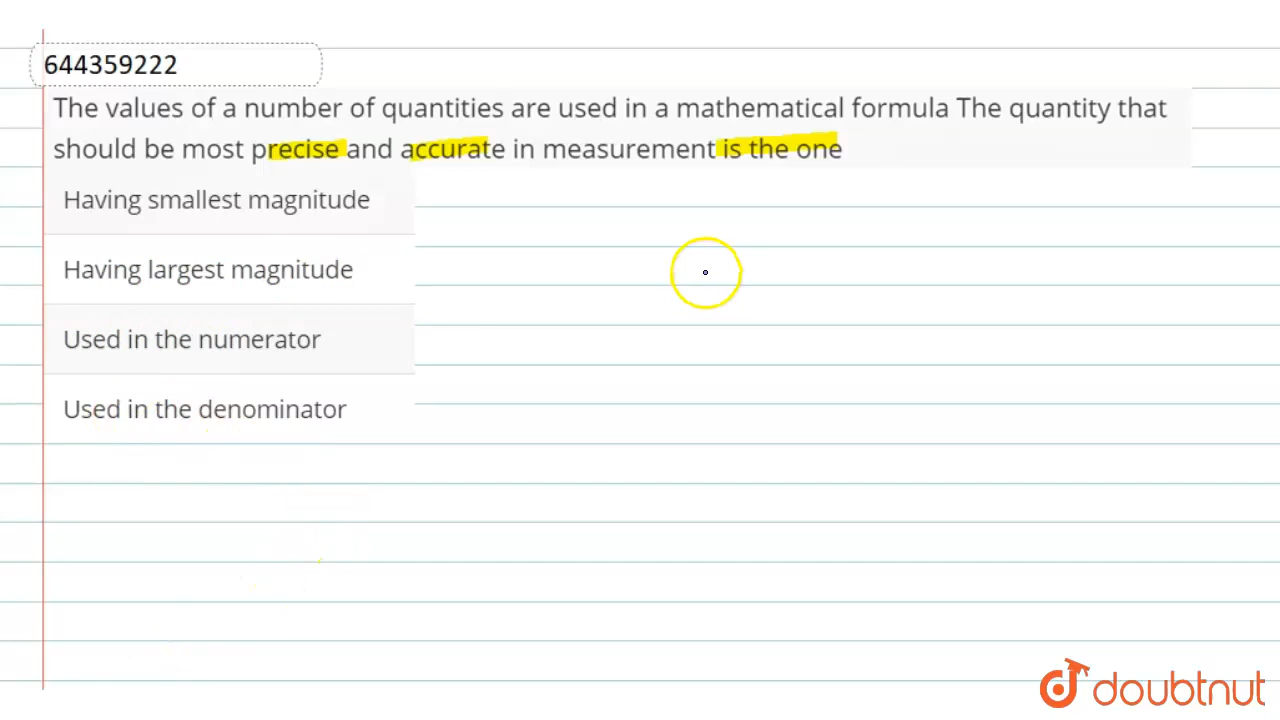 644359222
The values of a number of quantities are used in a mathematical formula The quantity that
should be most precise and accurate in measurement is the one
Having smallest magnitude
Having largest magnitude
Used in the numerator
Used in the denominator
doubtnut